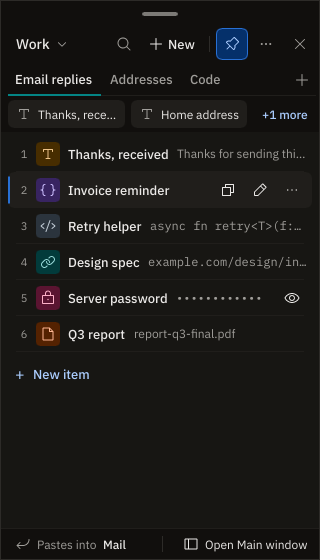 Work
New
Email replies Addresses Code
Thanks, rece... Home address +1 more
1 Thanks, received Thanks for sending thi...
2 Invoice reminder
3 Retry helper async fn retry<T>(f:...
4 Design spec example.com/design/in...
5 Server password ••••••••••••
6 Q3 report report-q3-final.pdf
+ New item
Pastes into Mail Open Main window